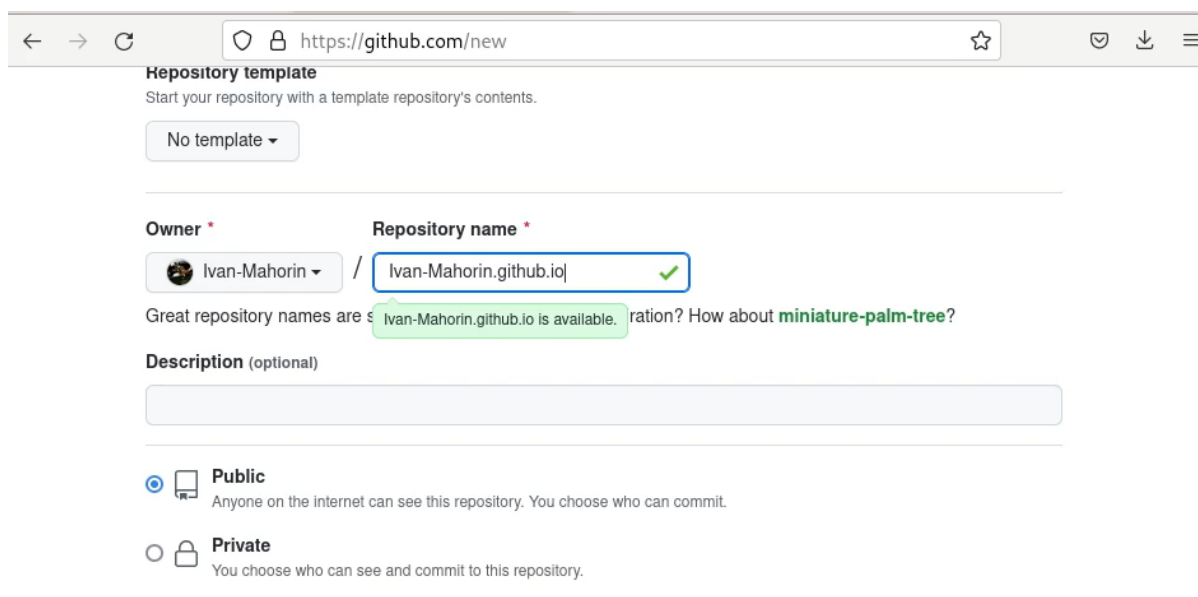 https://github.com/new
Repository template
Start your repository with a template repository's contents.
No template
Owner * Repository name *
Ivan-Mahorin / Ivan-Mahorin.github.io
Great repository names are s ration? How about miniature-palm-tree?
Ivan-Mahorin.github.io is available.
Description (optional)
Public
Anyone on the internet can see this repository. You choose who can commit.
Private
You choose who can see and commit to this repository.